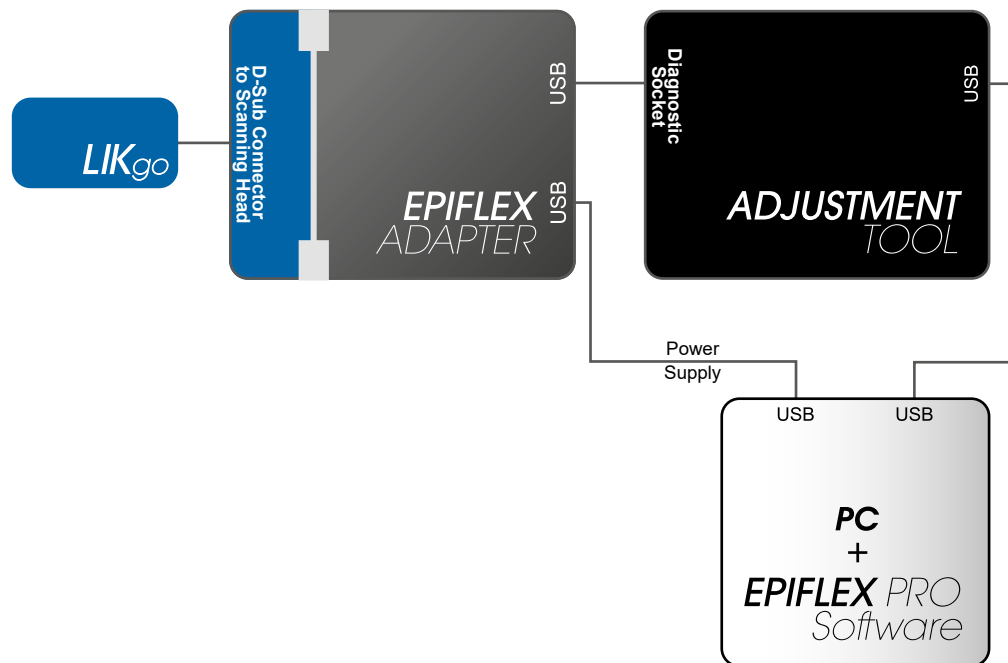 LIKgo
D-Sub Connector
to Scanning Head
USB
USB
EPIFLEX
ADAPTER
Diagnostic
Socket
USB
ADJUSTMENT
TOOL
Power
Supply
USB
USB
PC
+
EPIFLEX PRO
Software